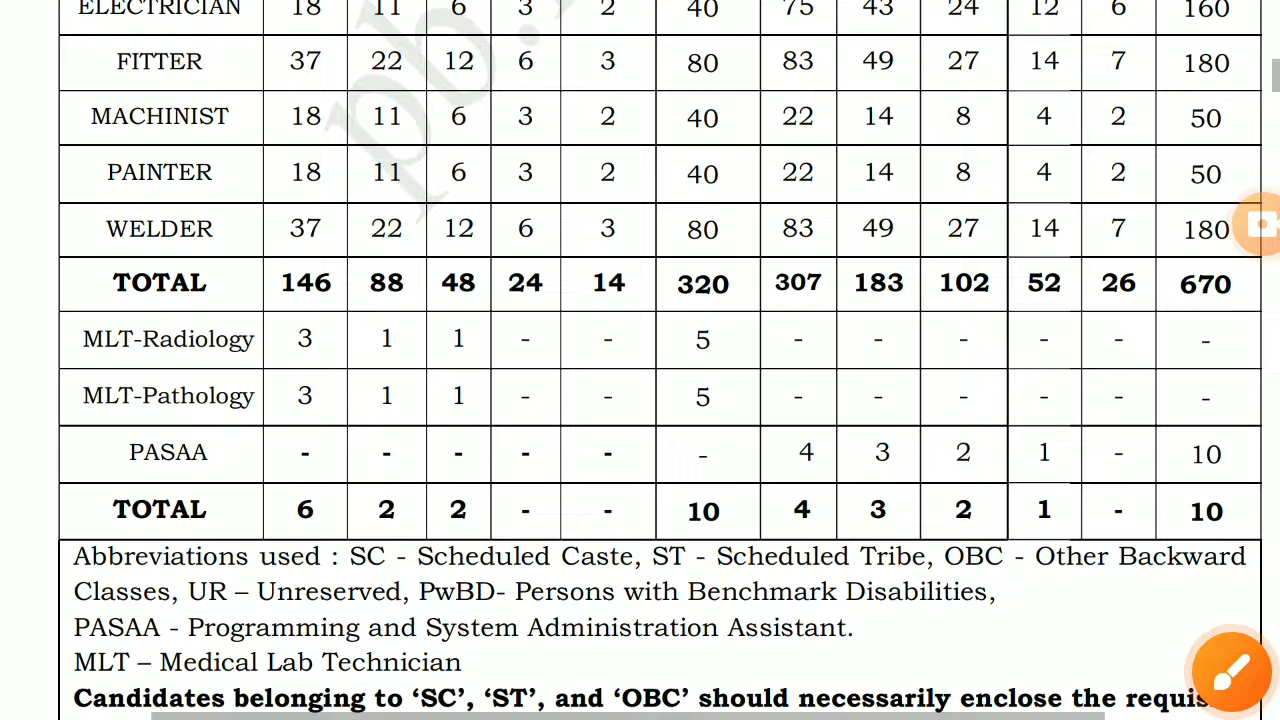 ELECTRICIAN 18 11 6 3 2 40 75 43 24 12 6 160
FITTER 37 22 12 6 3 80 83 49 27 14 7 180
MACHINIST 18 11 6 3 2 40 22 14 8 4 2 50
PAINTER 18 11 6 3 2 40 22 14 8 4 2 50
WELDER 37 22 12 6 3 80 83 49 27 14 7 180
TOTAL 146 88 48 24 14 320 307 183 102 52 26 670
MLT-Radiology 3 1 1 - - 5 - - - - - -
MLT-Pathology 3 1 1 - - 5 - - - - - -
PASAA - - - - - - 4 3 2 1 - 10
TOTAL 6 2 2 - - 10 4 3 2 1 - 10
Abbreviations used : SC - Scheduled Caste, ST - Scheduled Tribe, OBC - Other Backward
Classes, UR – Unreserved, PwBD- Persons with Benchmark Disabilities,
PASAA - Programming and System Administration Assistant.
MLT – Medical Lab Technician
Candidates belonging to ‘SC’, ‘ST’, and ‘OBC’ should necessarily enclose the
pb.